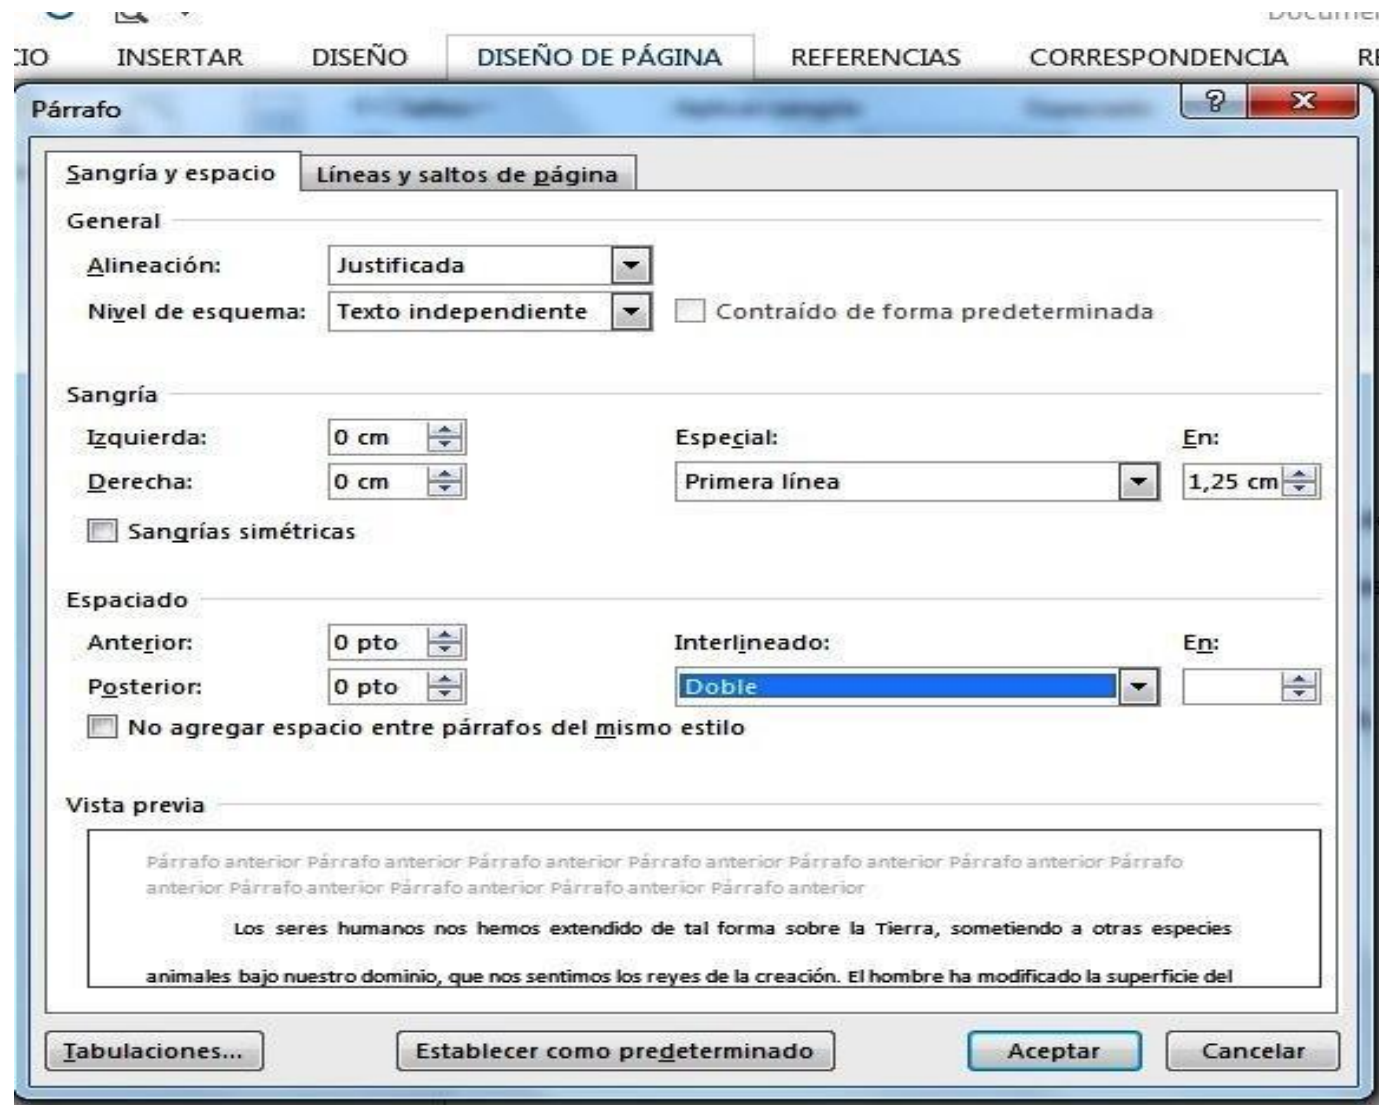 INSERTAR DISEÑO DISEÑO DE PÁGINA REFERENCIAS CORRESPONDENCIA
Párrafo
Sangría y espacio Líneas y saltos de página
General
Alineación: Justificada
Nivel de esquema: Texto independiente Contraído de forma predeterminada
Sangría
Izquierda: 0 cm Especial: En:
Derecha: 0 cm Primera línea 1,25 cm
Sangrías simétricas
Espaciado
Anterior: 0 pto Interlineado: En:
Posterior: 0 pto Doble
No agregar espacio entre párrafos del mismo estilo
Vista previa
Párrafo anterior Párrafo anterior Párrafo anterior Párrafo anterior Párrafo anterior Párrafo anterior Párrafo
anterior Párrafo anterior Párrafo anterior Párrafo anterior Párrafo anterior
Los seres humanos nos hemos extendido de tal forma sobre la Tierra, sometiendo a otras especies
animales bajo nuestro dominio, que nos sentimos los reyes de la creación. El hombre ha modificado la superficie del
Tabulaciones... Establecer como predeterminado Aceptar Cancelar